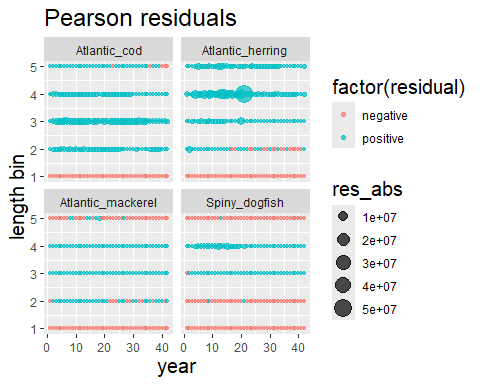 Pearson residuals
Atlantic_cod
Atlantic_herring
5
4
3
2
1
Atlantic_mackerel
Spiny_dogfish
5
4
3
2
1
0 10 20 30 40 0 10 20 30 40
length bin
year
factor(residual)
negative
positive
res_abs
1e+07
2e+07
3e+07
4e+07
5e+07